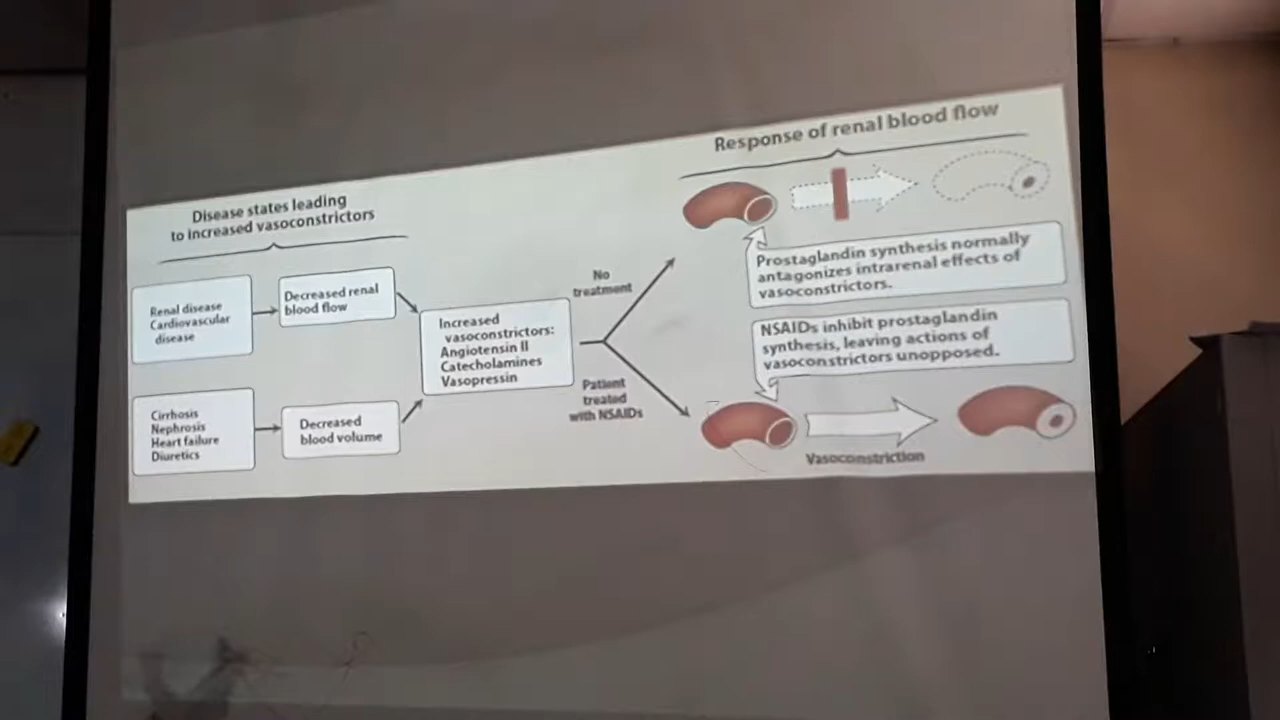 Response of renal blood flow
Disease states leading
to increased vasoconstrictors
Renal disease
Cardiovascular
disease
Decreased renal
blood flow
Cirrhosis
Nephrosis
Heart failure
Diuretics
Decreased
blood volume
Increased
vasoconstrictors:
Angiotensin II
Catecholamines
Vasopressin
No
treatment
Patient
treated
with NSAIDs
Prostaglandin synthesis normally
antagonizes intrarenal effects of
vasoconstrictors.
NSAIDs inhibit prostaglandin
synthesis, leaving actions of
vasoconstrictors unopposed.
Vasoconstriction